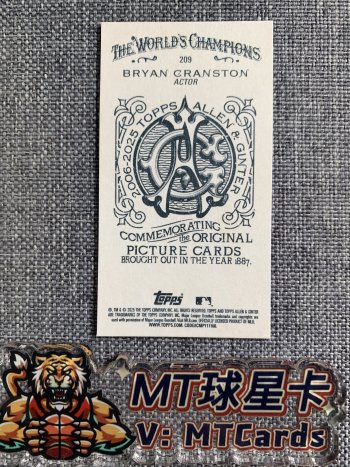 THE WORLD'S CHAMPIONS
209
BRYAN CRANSTON
ACTOR
2006-2025 TOPPS ALLEN & GINTER
COMMEMORATING
the ORIGINAL
PICTURE CARDS
BROUGHT OUT IN THE YEAR 1887.
Topps
MT球星卡
V: MTCards